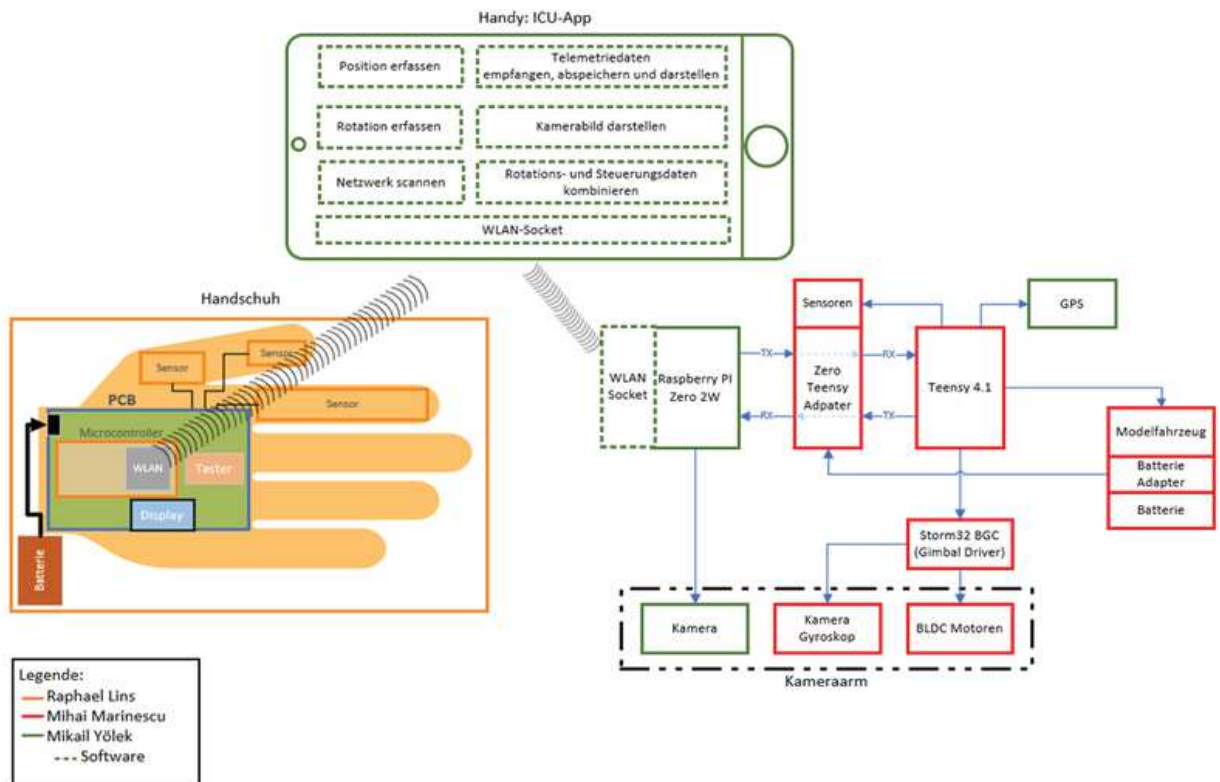 Handy: ICU-App
Position erfassen
Telemetriedaten
empfangen, abspeichern und darstellen
Rotation erfassen
Kamerabild darstellen
Netzwerk scannen
Rotations- und Steuerungsdaten
kombinieren
WLAN-Socket
Handschuh
Sensor
Sensor
Sensor
PCB
Microcontroller
WLAN
Taster
Display
Batterie
WLAN
Socket
Raspberry PI
Zero 2W
TX
RX
Sensoren
Zero
Teensy
Adpater
RX
TX
Teensy 4.1
GPS
Modelfahrzeug
Batterie
Adapter
Batterie
Storm32 BGC
(Gimbal Driver)
Kamera
Kamera
Gyroskop
BLDC Motoren
Kameraarm
Legende:
Raphael Lins
Mihai Marinescu
Mikail Yölek
Software